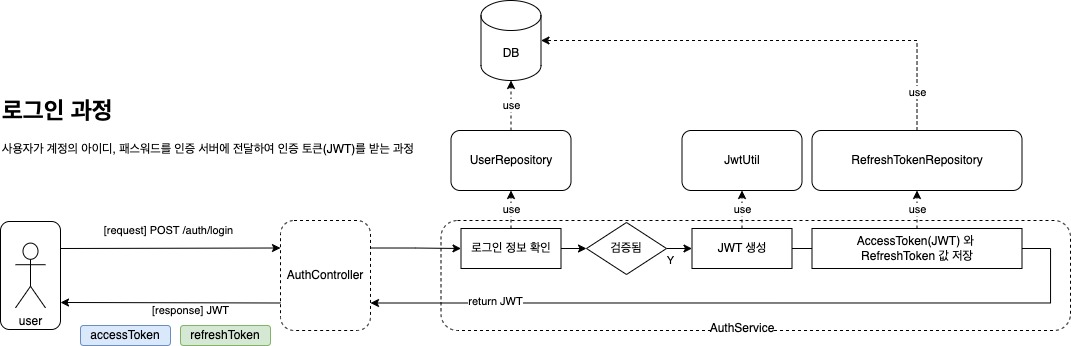 DB
use
use
로그인 과정
사용자가 계정의 아이디, 패스워드를 인증 서버에 전달하여 인증 토큰(JWT)를 받는 과정
UserRepository
JwtUtil
RefreshTokenRepository
use
use
use
[request] POST /auth/login
로그인 정보 확인
검증됨
Y
JWT 생성
AccessToken(JWT) 와
RefreshToken 값 저장
AuthController
return JWT
[response] JWT
user
AuthService
accessToken
refreshToken